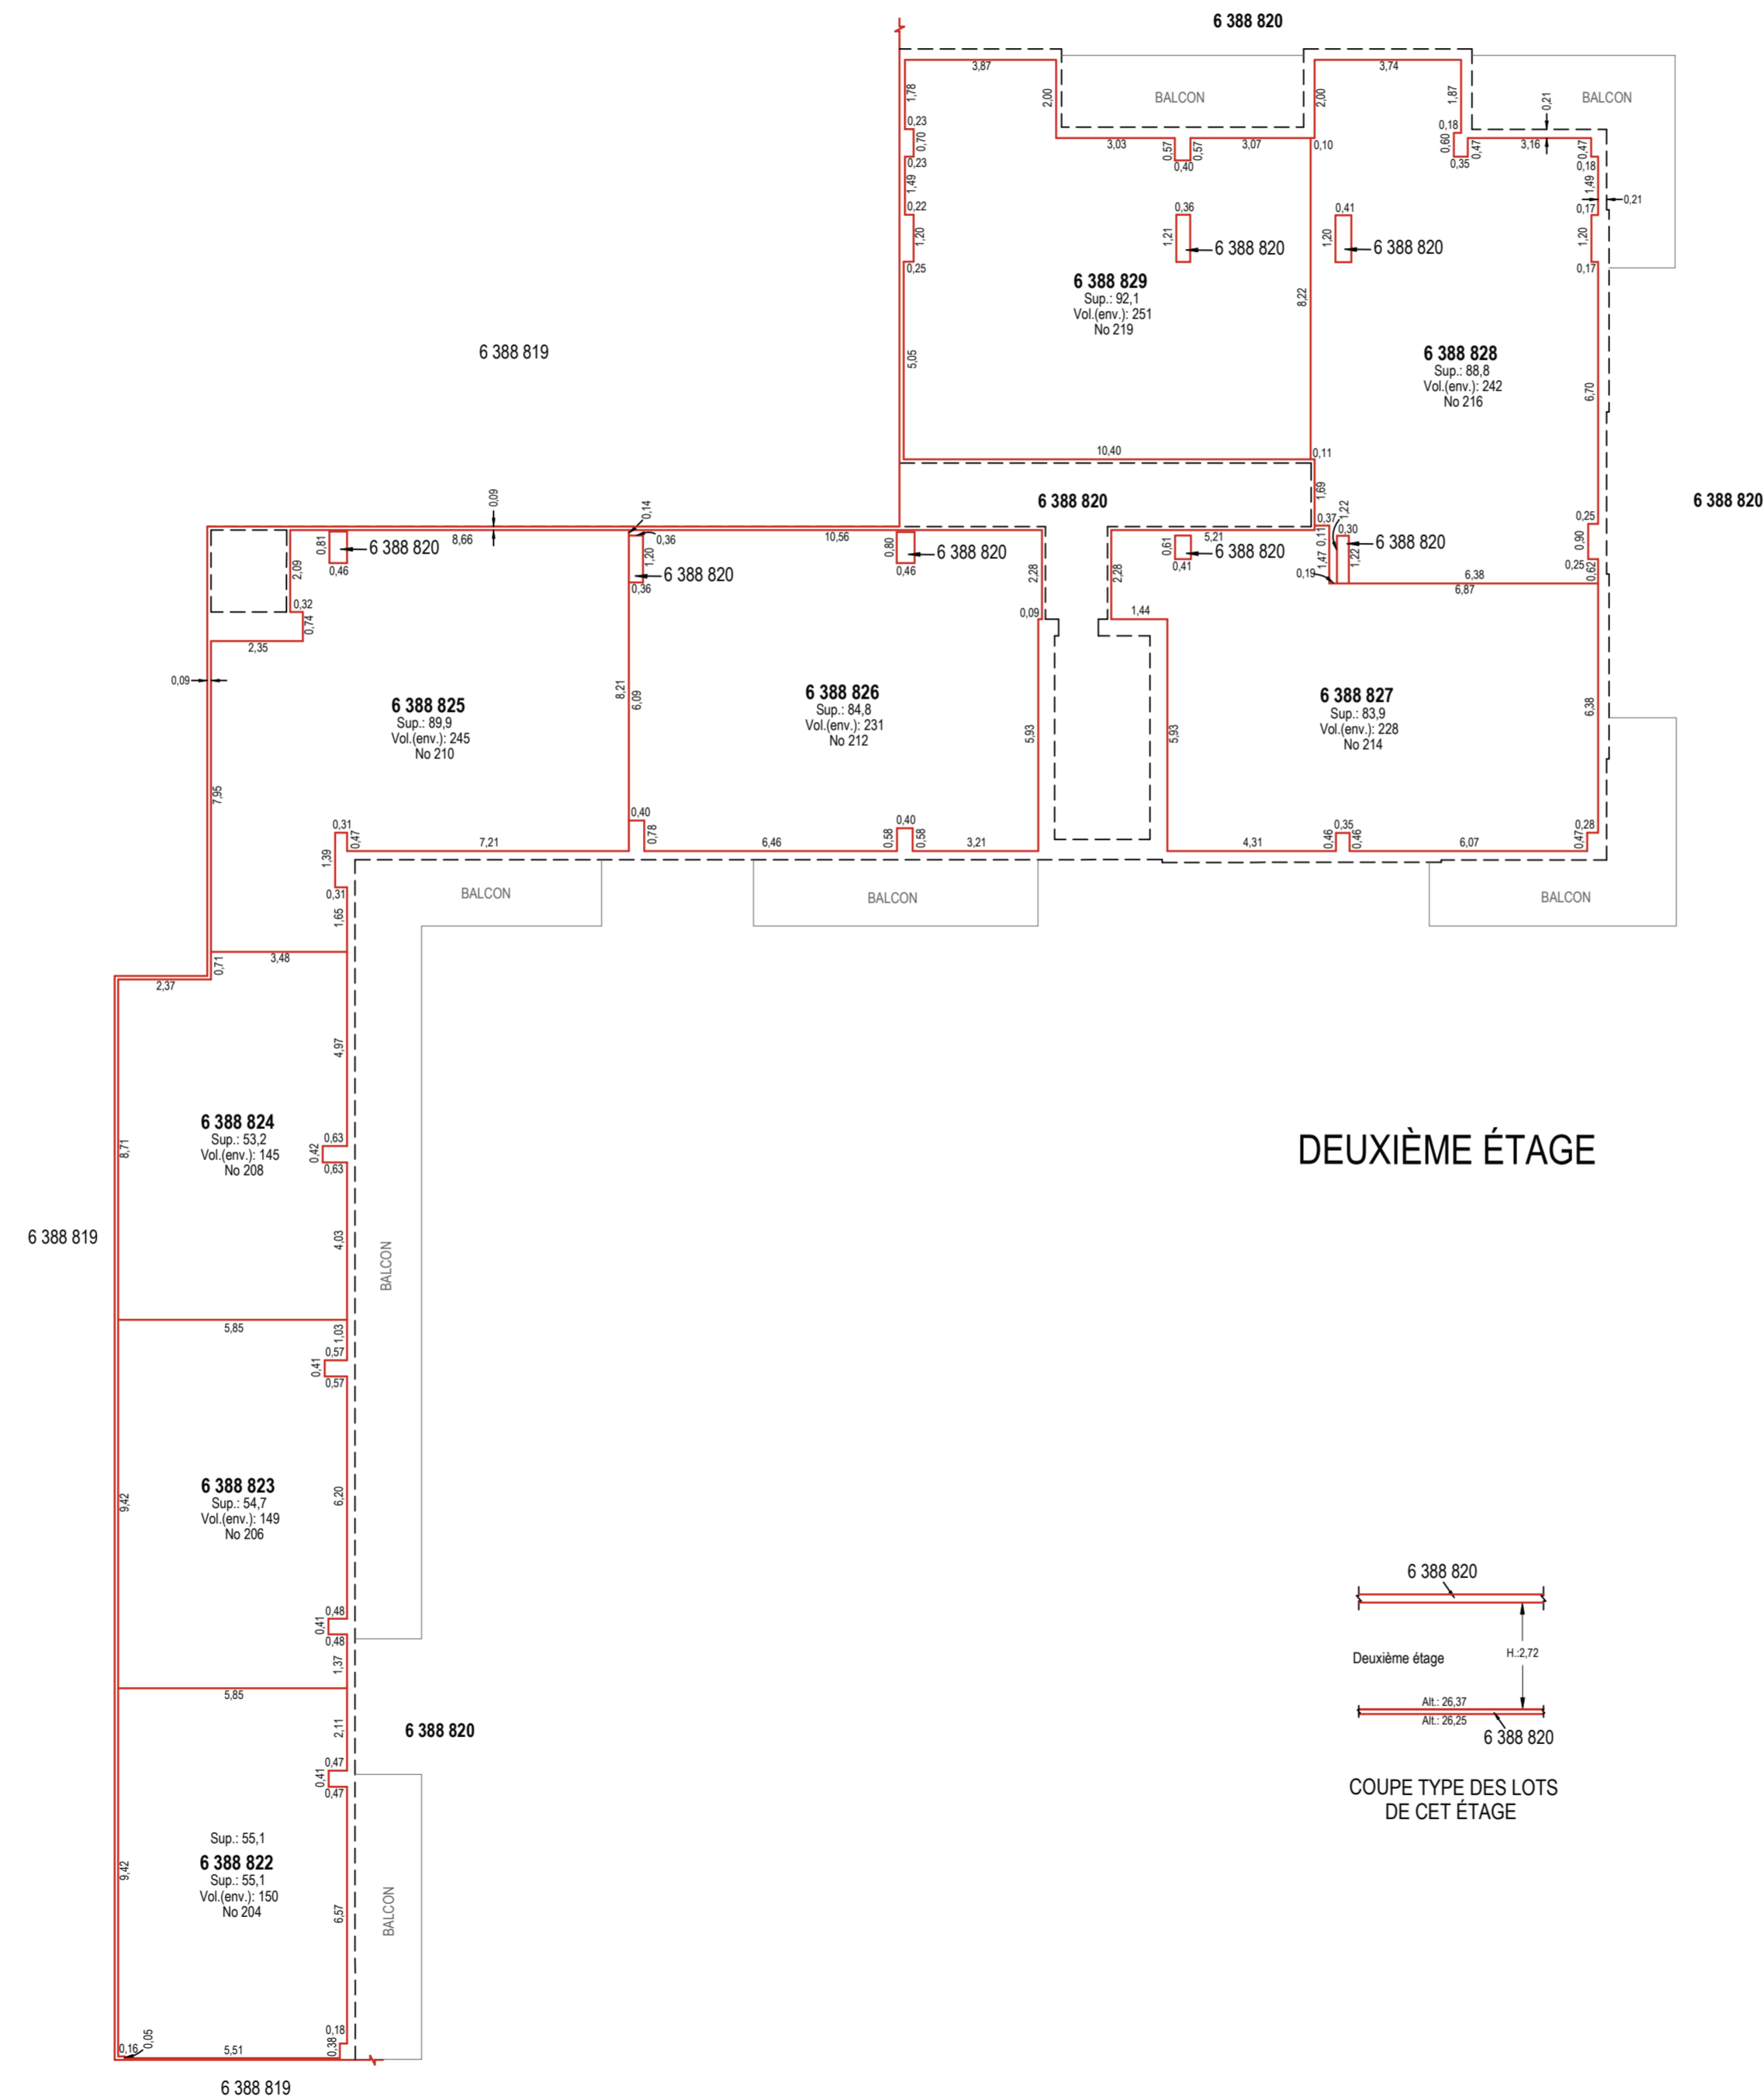 6 388 820
3,87
3,74
BALCON
BALCON
1,78
2,00
2,00
1,87
0,21
0,23
0,70
0,23
0,18
0,60
0,47
0,35
3,16
0,47
0,18
3,03
0,57
0,57
0,40
3,07
0,10
1,49
1,49
0,21
0,22
1,20
0,25
0,36
1,21
6 388 820
0,41
1,20
6 388 820
0,17
1,20
0,17
6 388 829
Sup.: 92,1
Vol.(env.): 251
No 219
8,22
6 388 819
5,05
6 388 828
Sup.: 88,8
Vol.(env.): 242
No 216
6,70
10,40
0,11
1,69
6 388 820
6 388 820
0,09
0,14
0,37
1,22
0,25
0,81
6 388 820
0,46
8,66
0,36
1,20
6 388 820
0,36
10,56
0,80
6 388 820
0,46
2,28
2,28
0,61
5,21
6 388 820
0,41
0,11
1,47
0,30
6 388 820
1,22
0,90
0,25
0,62
0,19
6,38
6,87
2,09
0,32
0,74
2,35
0,09
1,44
0,09
6 388 825
Sup.: 89,9
Vol.(env.): 245
No 210
8,21
6,09
6 388 826
Sup.: 84,8
Vol.(env.): 231
No 212
5,93
5,93
6 388 827
Sup.: 83,9
Vol.(env.): 228
No 214
6,38
7,95
0,31
0,47
1,39
0,31
1,65
7,21
0,40
0,78
6,46
0,58
0,40
0,58
3,21
4,31
0,46
0,35
0,46
6,07
0,28
0,47
BALCON
BALCON
BALCON
0,71
3,48
2,37
4,97
6 388 824
Sup.: 53,2
Vol.(env.): 145
No 208
8,71
0,63
0,42
0,63
DEUXIÈME ÉTAGE
6 388 819
4,03
BALCON
5,85
1,03
0,57
0,41
0,57
6 388 823
Sup.: 54,7
Vol.(env.): 149
No 206
9,42
6,20
0,48
0,41
0,48
1,37
5,85
2,11
6 388 820
0,47
0,41
0,47
6 388 820
Deuxième étage
H.:2,72
Alt.: 26,37
Alt.: 26,25
6 388 820
COUPE TYPE DES LOTS
DE CET ÉTAGE
Sup.: 55,1
6 388 822
Sup.: 55,1
Vol.(env.): 150
No 204
9,42
6,57
BALCON
0,18
0,38
0,16
0,05
5,51
6 388 819